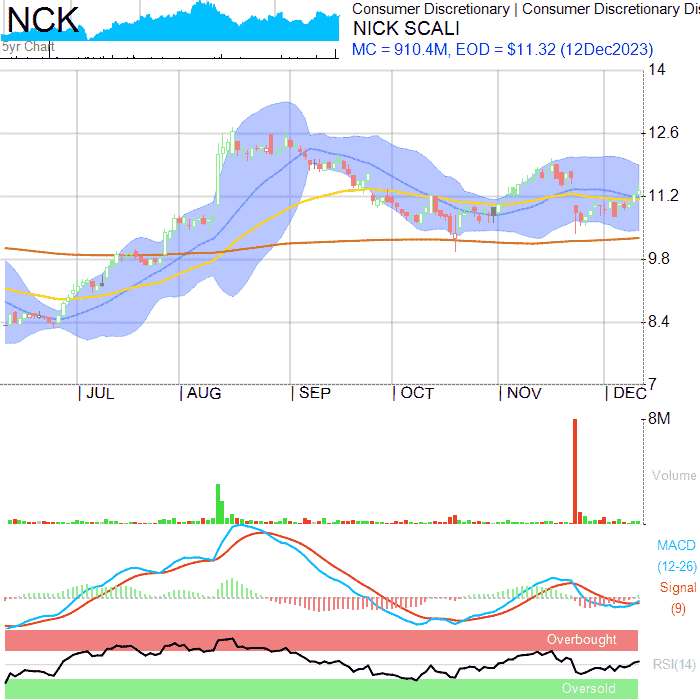 NCK
5yr Chart
Consumer Discretionary | Consumer Discretionary Dis
NICK SCALI
MC = 910.4M, EOD = $11.32 (12Dec2023)
14
12.6
11.2
9.8
8.4
7
| JUL | AUG | SEP | OCT | NOV | DEC
8M
Volume
MACD
(12-26)
Signal
(9)
Overbought
RSI(14)
Oversold